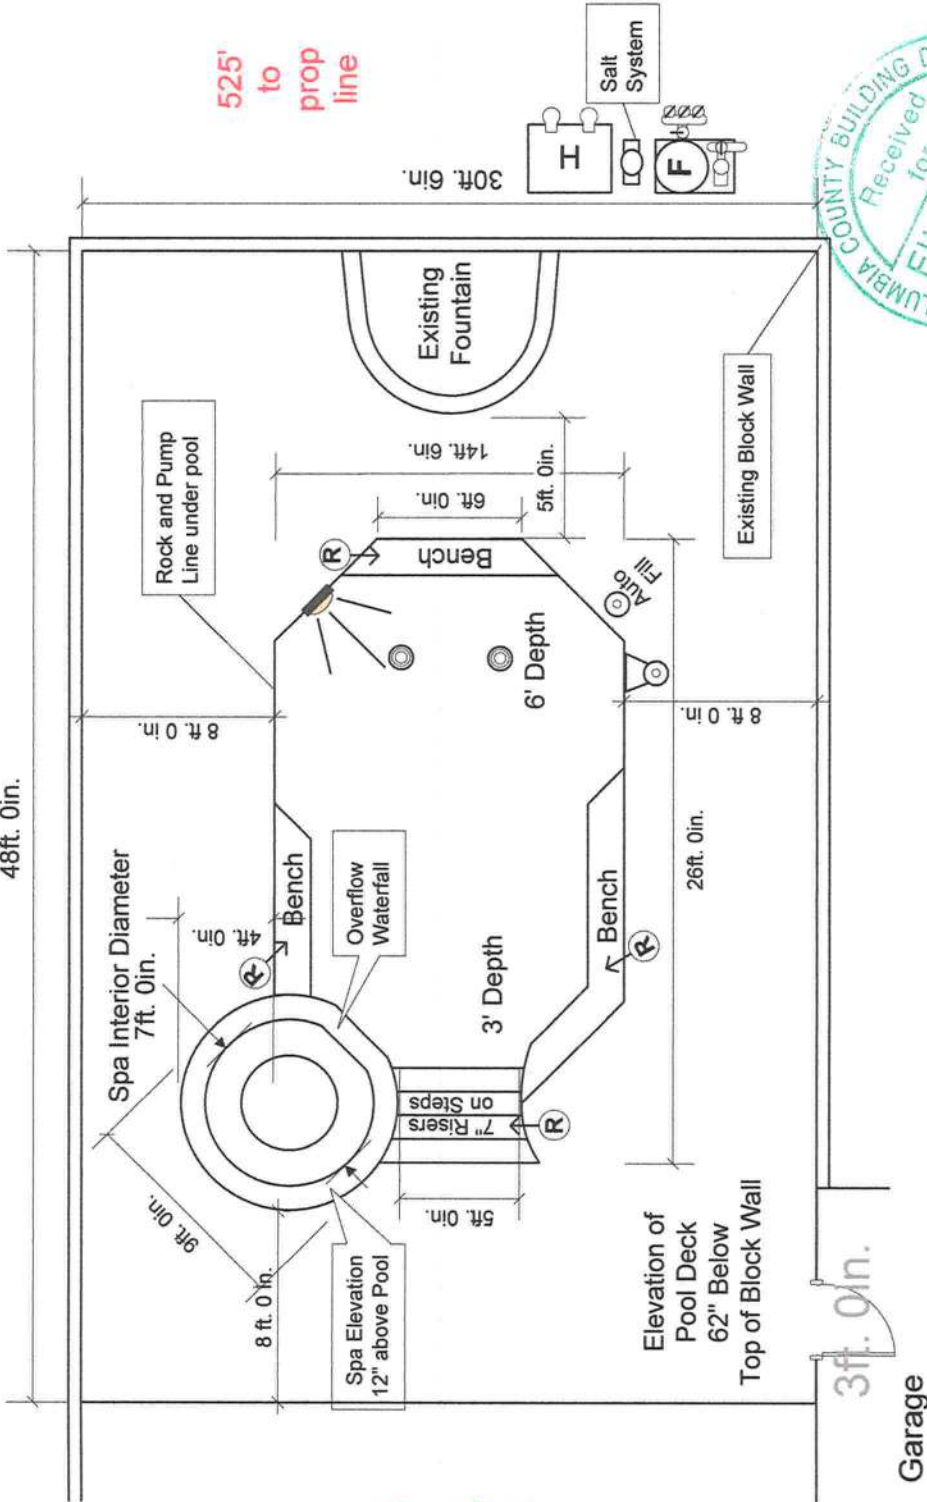 48ft. 0in.
525'
to
prop
line
30ft. 6in.
H
Salt
System
F
COUNTY BUILDING
Received
for
Existing
Fountain
Rock and Pump
Line under pool
14ft. 6in.
6ft. 0in.
5ft. 0in.
Existing Block Wall
R
Bench
Auto
Fill
6' Depth
8 ft. 0 in.
8 ft. 0 in.
Spa Interior Diameter
7ft. 0in.
4ft. 0in.
R
Bench
Overflow
Waterfall
3' Depth
Bench
R
26ft. 0in.
7" Risers
on Steps
R
5ft. 0in.
9ft. 0in.
8 ft. 0 in.
Spa Elevation
12" above Pool
Elevation of
Pool Deck
62" Below
Top of Block Wall
3ft. 0in.
Garage